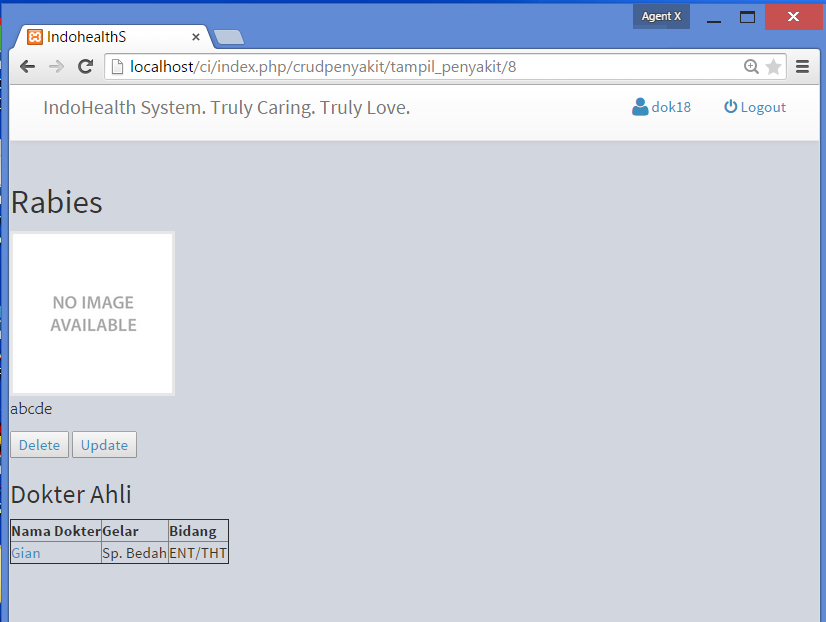 Agent X
IndohealthS
localhost/ci/index.php/crudpenyakit/tampil_penyakit/8
IndoHealth System. Truly Caring. Truly Love. dok18 Logout
Rabies
NO IMAGE
AVAILABLE
abcde
Delete Update
Dokter Ahli
Nama Dokter Gelar Bidang
Gian Sp. Bedah ENT/THT